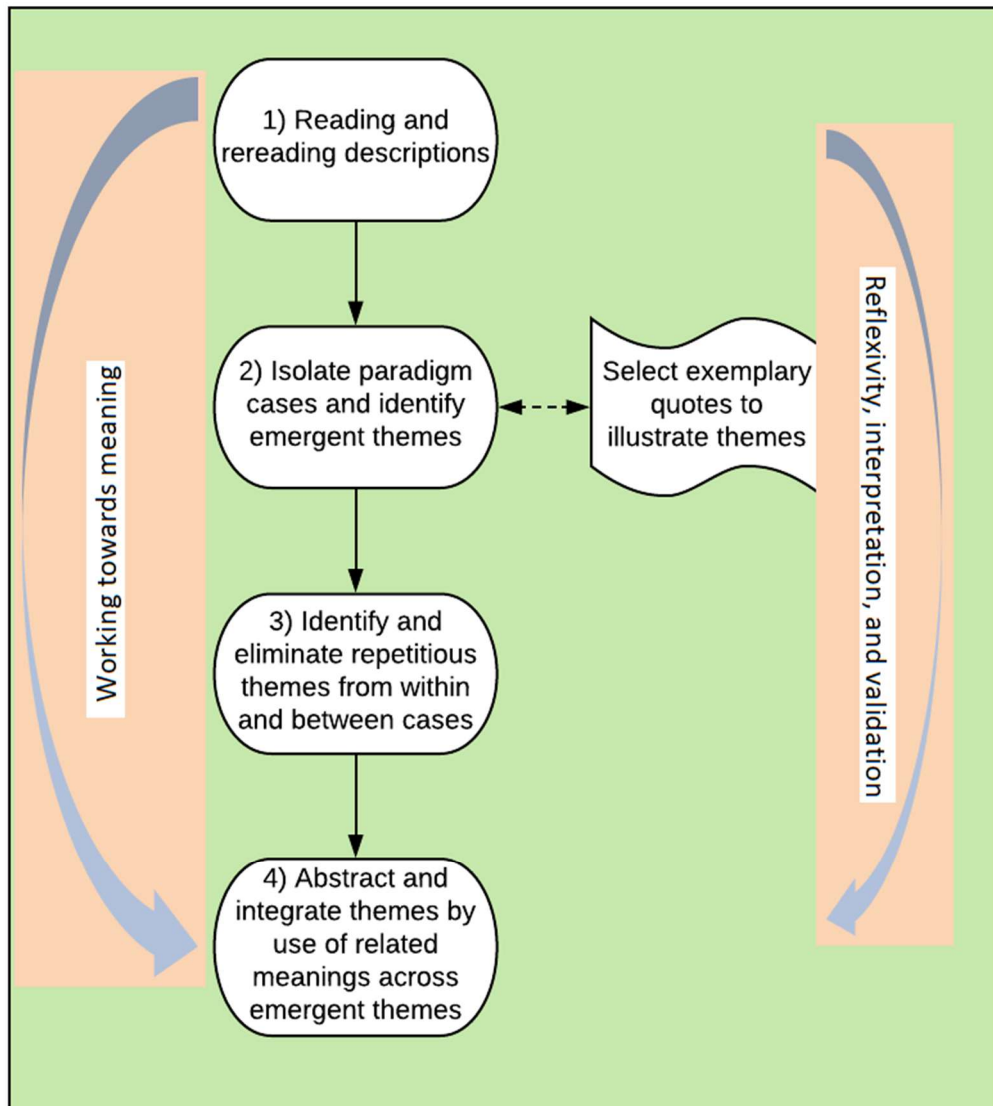 1) Reading and
rereading descriptions
2) Isolate paradigm
cases and identify
emergent themes
Select exemplary
quotes to
illustrate themes
3) Identify and
eliminate repetitious
themes from within
and between cases
4) Abstract and
integrate themes by
use of related
meanings across
emergent themes
Working towards meaning
Reflexivity, interpretation, and validation